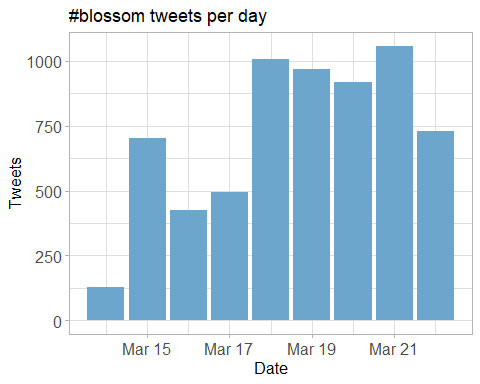 #blossom tweets per day
1000
750
500
250
0
Tweets
Mar 15 Mar 17 Mar 19 Mar 21
Date